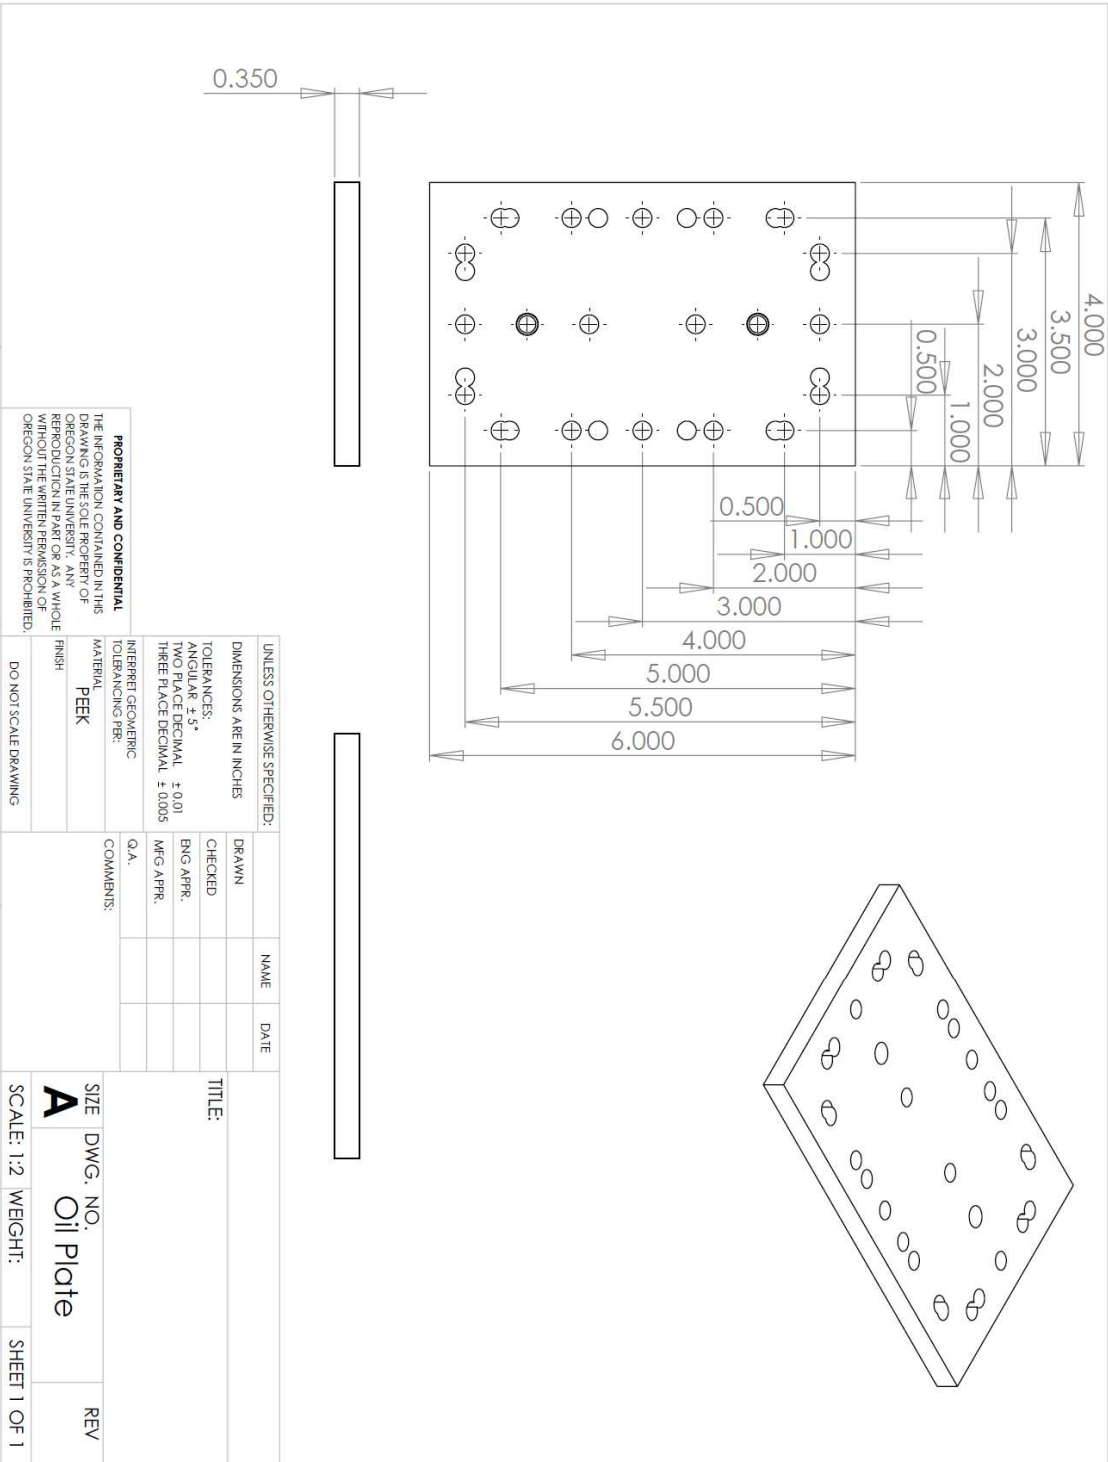 0.350
4.000
3.500
3.000
2.000
1.000
0.500
0.500
1.000
2.000
3.000
4.000
5.000
5.500
6.000
PROPRIETARY AND CONFIDENTIAL
THE INFORMATION CONTAINED IN THIS
DRAWING IS THE SOLE PROPERTY OF
OREGON STATE UNIVERSITY. ANY
REPRODUCTION IN PART OR AS A WHOLE
WITHOUT THE WRITTEN PERMISSION OF
OREGON STATE UNIVERSITY IS PROHIBITED.
UNLESS OTHERWISE SPECIFIED:
DIMENSIONS ARE IN INCHES
TOLERANCES:
ANGULAR ± 5°
TWO PLACE DECIMAL ± 0.01
THREE PLACE DECIMAL ± 0.005
INTERPRET GEOMETRIC
TOLERANCING PER:
MATERIAL
PEEK
FINISH
DO NOT SCALE DRAWING
NAME DATE
DRAWN
CHECKED
ENG APPR.
MFG APPR.
Q.A.
COMMENTS:
TITLE:
SIZE DWG. NO. REV
A Oil Plate
SCALE: 1:2 WEIGHT: SHEET 1 OF 1